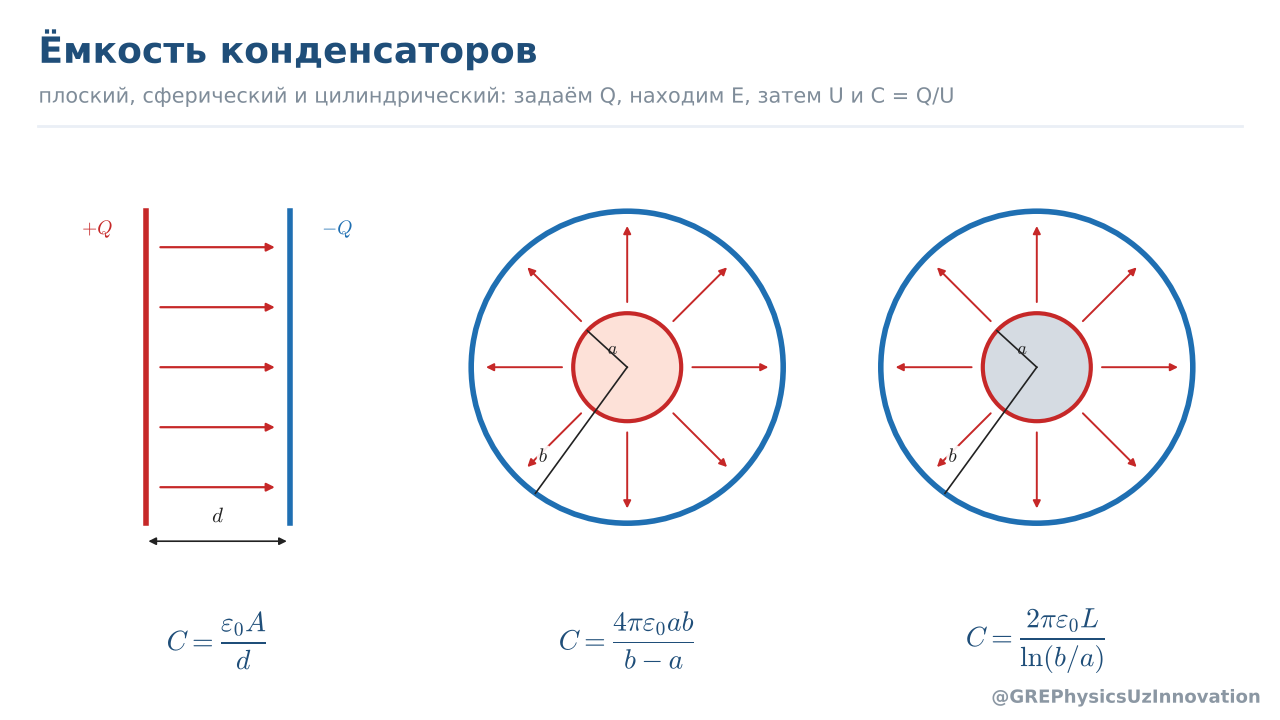 Ёмкость конденсаторов
плоский, сферический и цилиндрический: задаём Q, находим E, затем U и C = Q/U
+Q
−Q
d
a
b
a
b
C = ε₀A / d
C = 4πε₀ab / b − a
C = 2πε₀L / ln(b/a)
@GREPhysicsUzInnovation